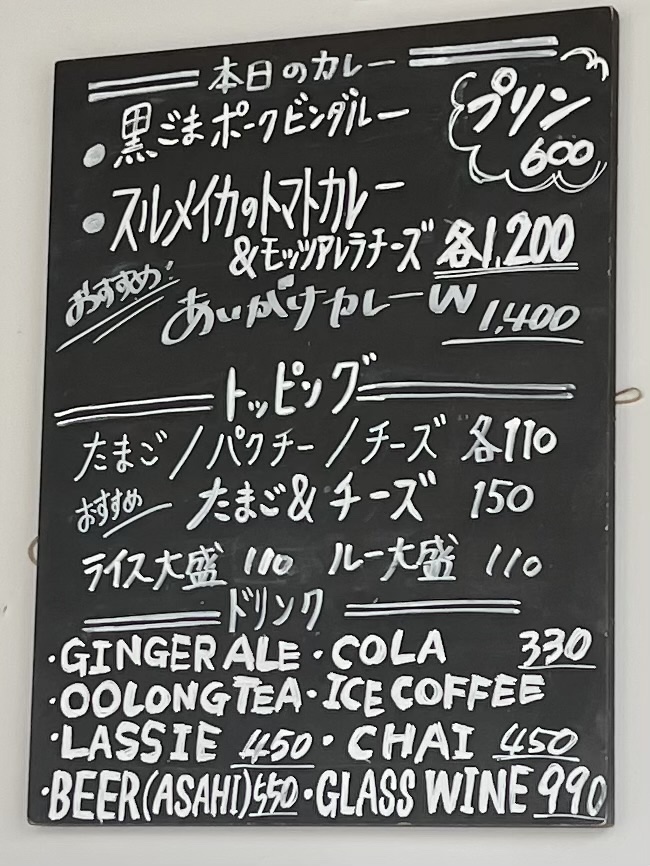 本日のカレー
プリン
600
・黒ごまポークビンダルー
・スルメイカのトマトカレー
&モッツァレラチーズ 各1,200
おすすめ! あいがけカレーW 1,400
トッピング
たまご/パクチー/チーズ 各110
おすすめ たまご&チーズ 150
ライス大盛 110 ルー大盛 110
ドリンク
・GINGER ALE・COLA 330
・OOLONG TEA・ICE COFFEE
・LASSIE 450・CHAI 450
・BEER(ASAHI)550・GLASS WINE 990